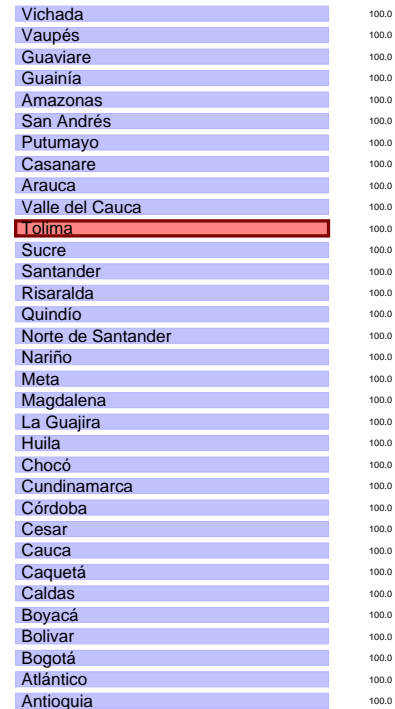 Vichada 100.0
Vaupés 100.0
Guaviare 100.0
Guainía 100.0
Amazonas 100.0
San Andrés 100.0
Putumayo 100.0
Casanare 100.0
Arauca 100.0
Valle del Cauca 100.0
Tolima 100.0
Sucre 100.0
Santander 100.0
Risaralda 100.0
Quindío 100.0
Norte de Santander 100.0
Nariño 100.0
Meta 100.0
Magdalena 100.0
La Guajira 100.0
Huila 100.0
Chocó 100.0
Cundinamarca 100.0
Córdoba 100.0
Cesar 100.0
Cauca 100.0
Caquetá 100.0
Caldas 100.0
Boyacá 100.0
Bolivar 100.0
Bogotá 100.0
Atlántico 100.0
Antioquia 100.0